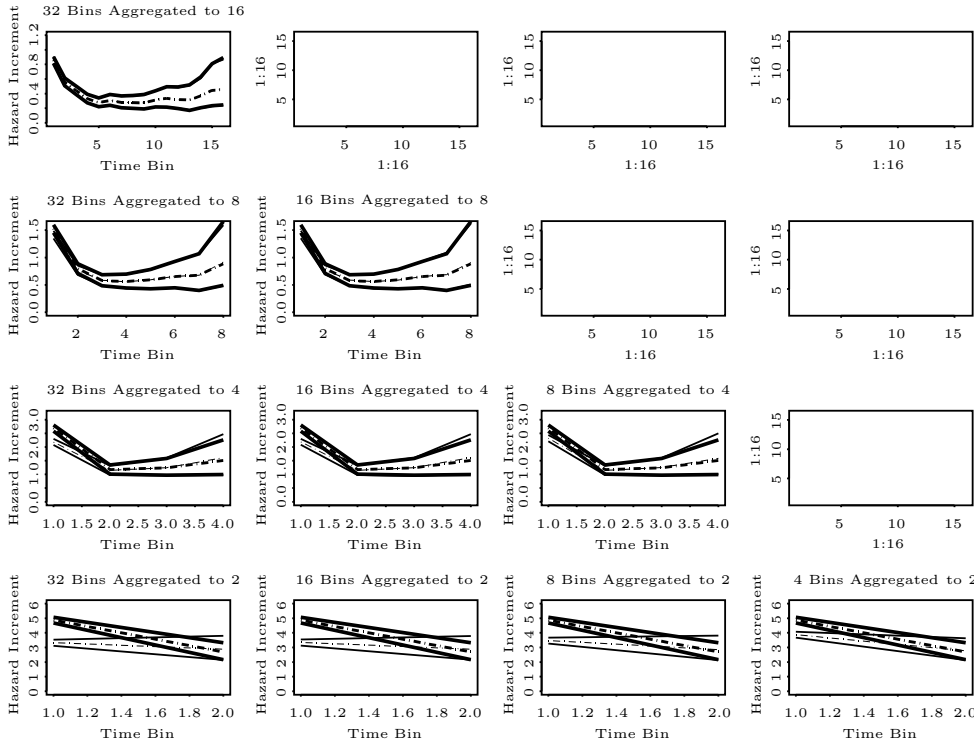 32 Bins Aggregated to 16
Hazard Increment
0.0 0.4 0.8 1.2
5 10 15
Time Bin
1:16
5 10 15
5 10 15
1:16
1:16
5 10 15
5 10 15
1:16
1:16
5 10 15
5 10 15
1:16
32 Bins Aggregated to 8
Hazard Increment
0.0 0.5 1.0 1.5
2 4 6 8
Time Bin
16 Bins Aggregated to 8
Hazard Increment
0.0 0.5 1.0 1.5
2 4 6 8
Time Bin
1:16
5 10 15
5 10 15
1:16
1:16
5 10 15
5 10 15
1:16
32 Bins Aggregated to 4
Hazard Increment
0.0 1.0 2.0 3.0
1.0 1.5 2.0 2.5 3.0 3.5 4.0
Time Bin
16 Bins Aggregated to 4
Hazard Increment
0.0 1.0 2.0 3.0
1.0 1.5 2.0 2.5 3.0 3.5 4.0
Time Bin
8 Bins Aggregated to 4
Hazard Increment
0.0 1.0 2.0 3.0
1.0 1.5 2.0 2.5 3.0 3.5 4.0
Time Bin
1:16
5 10 15
5 10 15
1:16
32 Bins Aggregated to 2
Hazard Increment
0 1 2 3 4 5 6
1.0 1.2 1.4 1.6 1.8 2.0
Time Bin
16 Bins Aggregated to 2
Hazard Increment
0 1 2 3 4 5 6
1.0 1.2 1.4 1.6 1.8 2.0
Time Bin
8 Bins Aggregated to 2
Hazard Increment
0 1 2 3 4 5 6
1.0 1.2 1.4 1.6 1.8 2.0
Time Bin
4 Bins Aggregated to 2
Hazard Increment
0 1 2 3 4 5 6
1.0 1.2 1.4 1.6 1.8 2.0
Time Bin